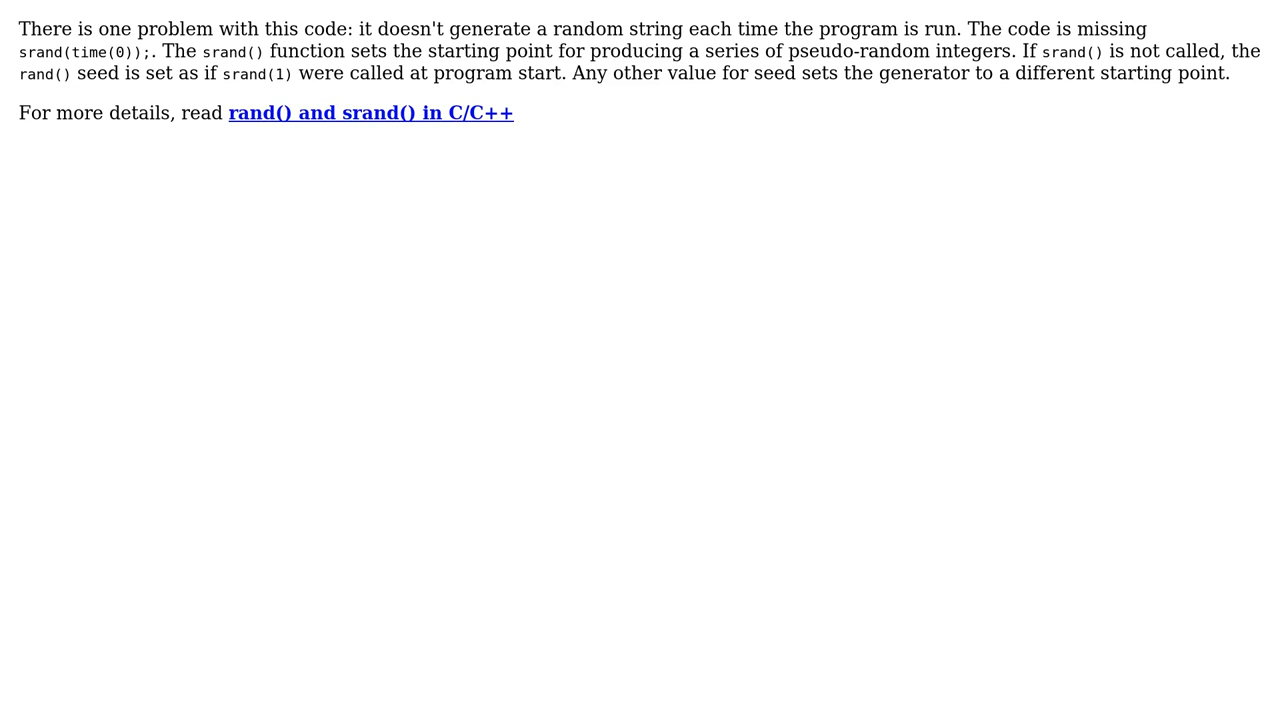 There is one problem with this code: it doesn't generate a random string each time the program is run. The code is missing
srand(time(0));. The srand() function sets the starting point for producing a series of pseudo-random integers. If srand() is not called, the
rand() seed is set as if srand(1) were called at program start. Any other value for seed sets the generator to a different starting point.
For more details, read rand() and srand() in C/C++